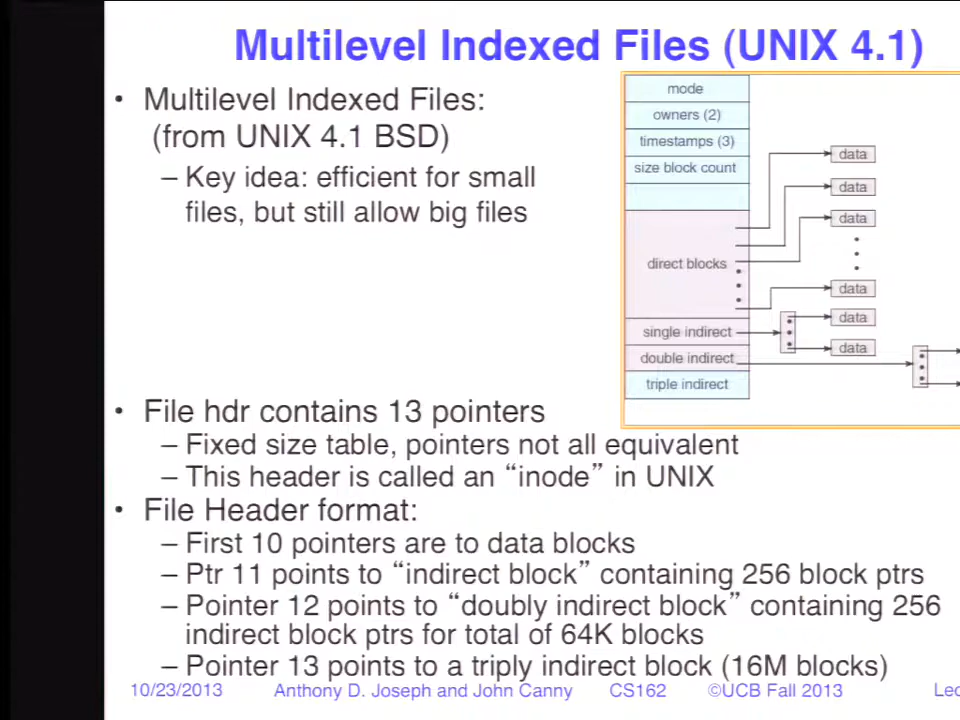 Multilevel Indexed Files (UNIX 4.1)
• Multilevel Indexed Files:
(from UNIX 4.1 BSD)
– Key idea: efficient for small
files, but still allow big files
mode
owners (2)
timestamps (3)
size block count
direct blocks
single indirect
double indirect
triple indirect
data
data
data
data
data
data
• File hdr contains 13 pointers
– Fixed size table, pointers not all equivalent
– This header is called an “inode” in UNIX
• File Header format:
– First 10 pointers are to data blocks
– Ptr 11 points to “indirect block” containing 256 block ptrs
– Pointer 12 points to “doubly indirect block” containing 256
indirect block ptrs for total of 64K blocks
– Pointer 13 points to a triply indirect block (16M blocks)
10/23/2013 Anthony D. Joseph and John Canny CS162 ©UCB Fall 2013 Lec